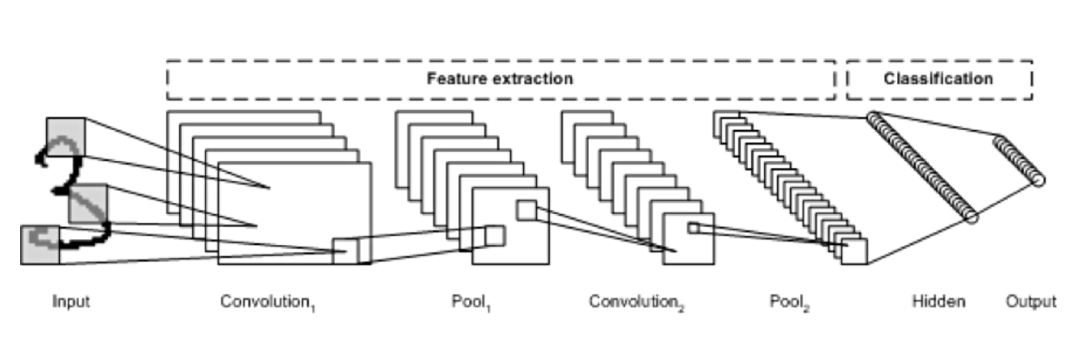 Feature extraction Classification
Input Convolution₁ Pool₁ Convolution₂ Pool₂ Hidden Output